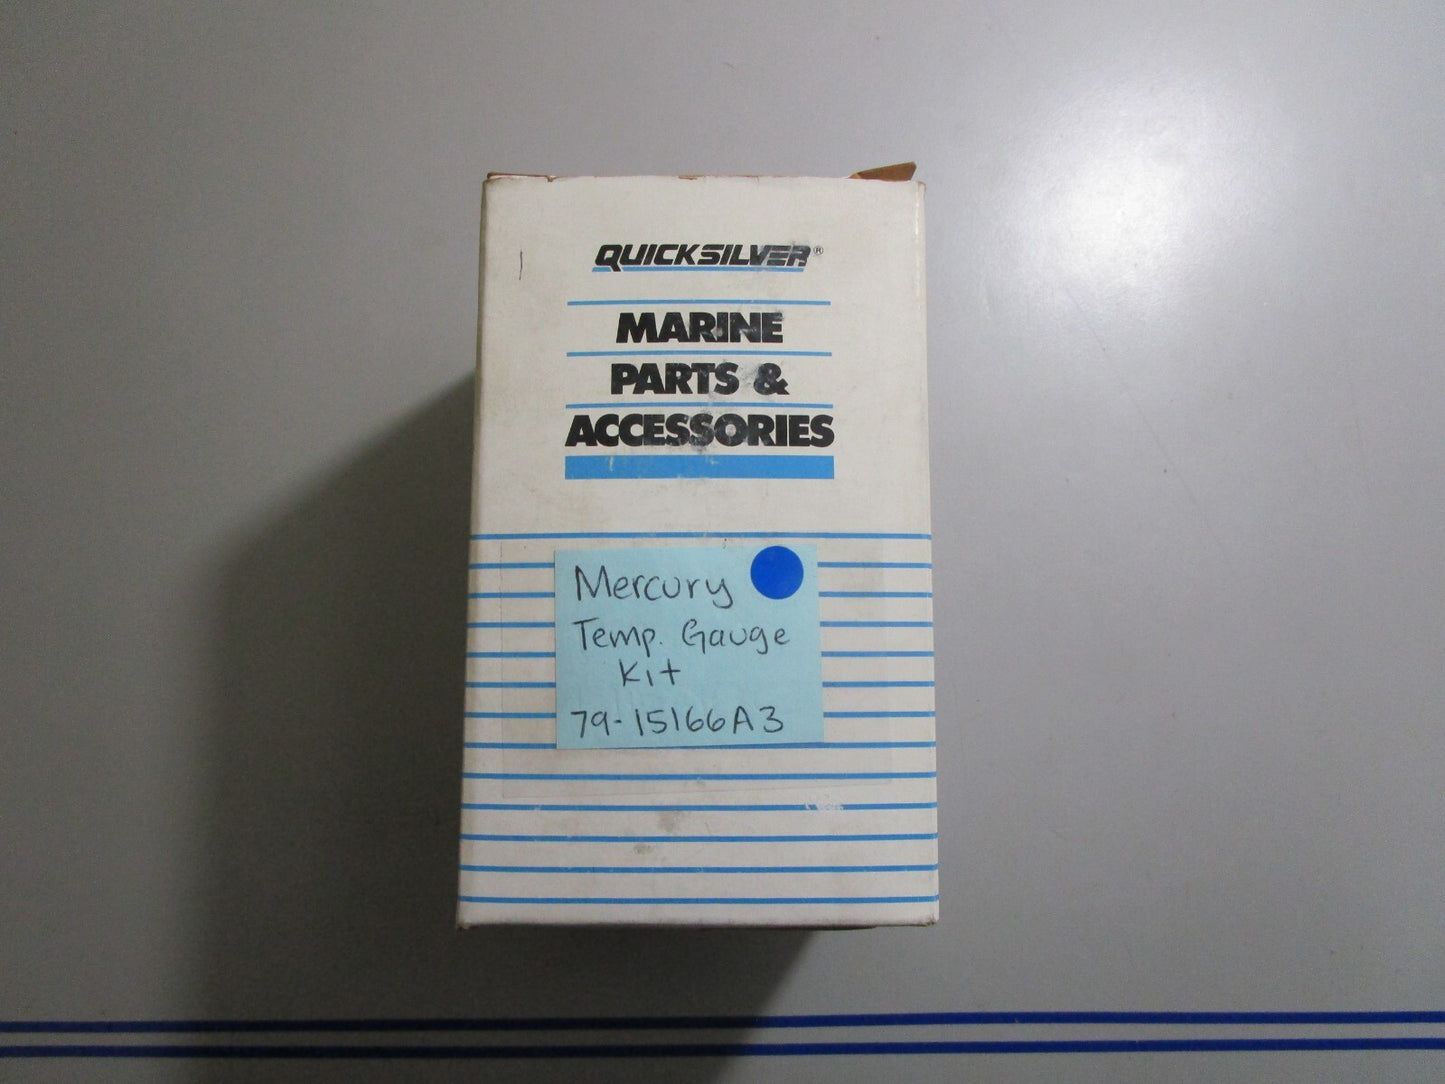 QUICKSILVER®
MARINE
PARTS &
ACCESSORIES
Mercury
Temp. Gauge
Kit
79-15166A3